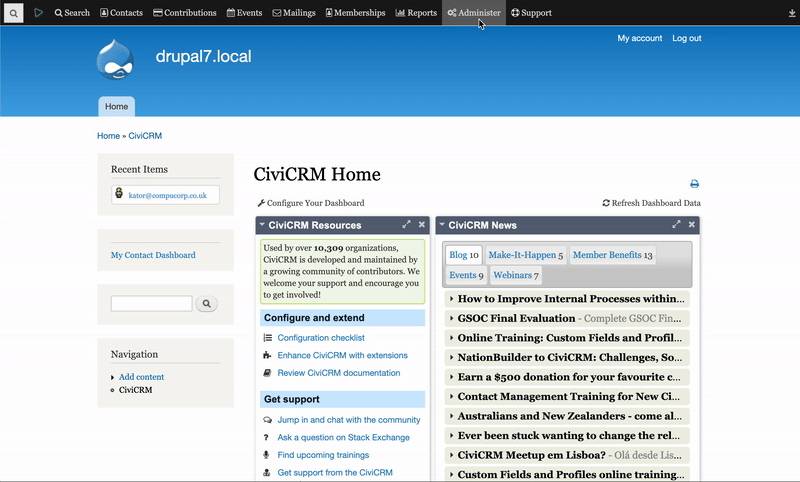 Search Contacts Contributions Events Mailings Memberships Reports Administer Support
My account Log out
drupal7.local
Home
Home » CiviCRM
Recent Items
kator@compucorp.co.uk
My Contact Dashboard
Navigation
Add content
CiviCRM
CiviCRM Home
Configure Your Dashboard
Refresh Dashboard Data
CiviCRM Resources
Used by over 10,309 organizations,
CiviCRM is developed and maintained by
a growing community of contributors. We
welcome your support and encourage you
to get involved!
Configure and extend
Configuration checklist
Enhance CiviCRM with extensions
Review CiviCRM documentation
Get support
Jump in and chat with the community
Ask a question on Stack Exchange
Find upcoming trainings
Get support from the CiviCRM
CiviCRM News
Blog 10 Make-It-Happen 5 Member Benefits 13
Events 9 Webinars 7
How to Improve Internal Processes within...
GSOC Final Evaluation - Complete GSOC Fin...
Online Training: Custom Fields and Profil...
NationBuilder to CiviCRM: Challenges, So...
Earn a $500 donation for your favourite c...
Contact Management Training for New Ci...
Australians and New Zealanders - come al...
Ever been stuck wanting to change the rel...
CiviCRM Meetup em Lisboa? - Olá desde Lis...
Custom Fields and Profiles online training...